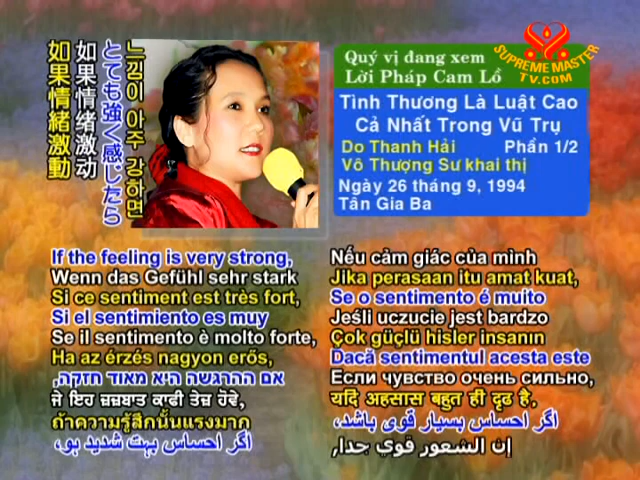 如果情緒激動
如果情绪激动
とても強く感じたら
느낌이 아주 강하면
Quý vị đang xem
Lời Pháp Cam Lồ
SUPREME MASTER
TV.COM
Tình Thương Là Luật Cao
Cả Nhất Trong Vũ Trụ
Do Thanh Hải Phần 1/2
Vô Thượng Sư khai thị
Ngày 26 tháng 9, 1994
Tân Gia Ba
If the feeling is very strong,
Wenn das Gefühl sehr stark
Si ce sentiment est très fort,
Si el sentimiento es muy
Se il sentimento è molto forte,
Ha az érzés nagyon erős,
אם ההרגשה היא מאוד חזקה,
ਜੇ ਇਹ ਜ਼ਜ਼ਬਾਤ ਕਾਫੀ ਤੇਜ਼ ਹੋਵੇ,
ถ้าความรู้สึกนั้นแรงมาก
اگر احساس بہت شدید ہو،
Nếu cảm giác của mình
Jika perasaan itu amat kuat,
Se o sentimento é muito
Jeśli uczucie jest bardzo
Çok güçlü hisler insanın
Dacă sentimentul acesta este
Если чувство очень сильно,
यदि अहसास बहुत ही दृढ है,
اگر احساس بسیار قوی باشد،
إن الشعور قوي جدا,